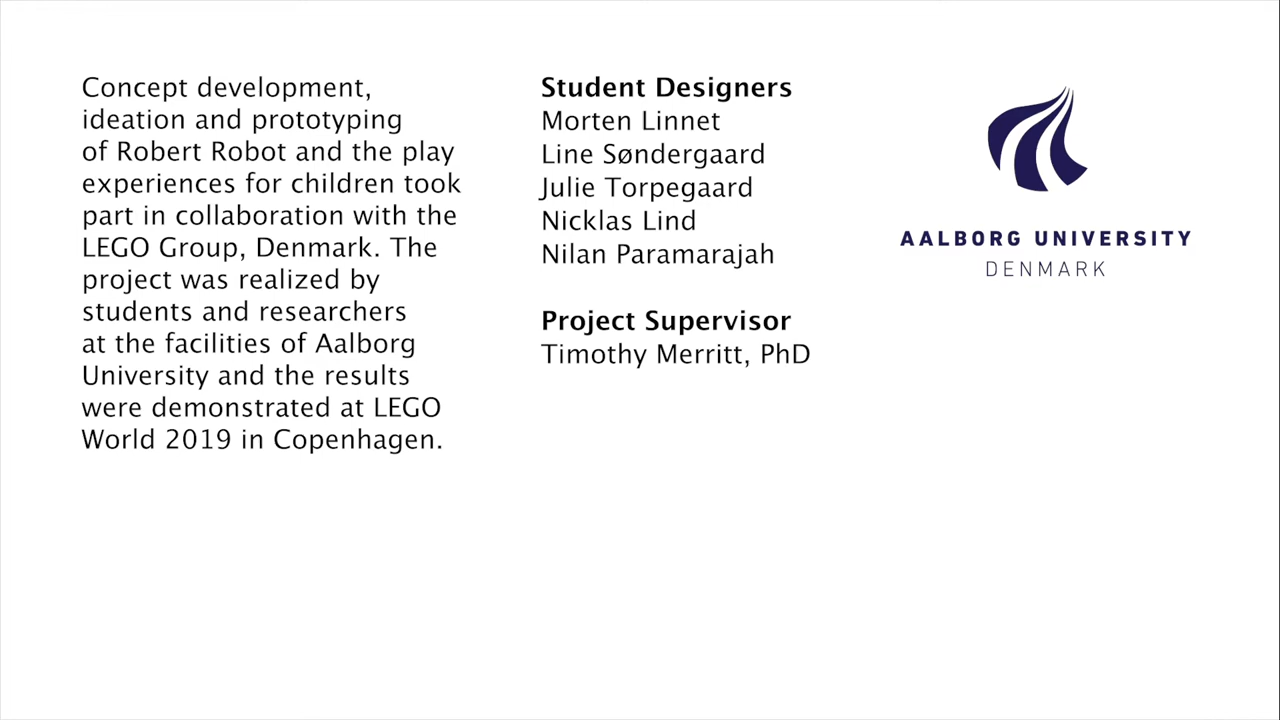 Concept development,
ideation and prototyping
of Robert Robot and the play
experiences for children took
part in collaboration with the
LEGO Group, Denmark. The
project was realized by
students and researchers
at the facilities of Aalborg
University and the results
were demonstrated at LEGO
World 2019 in Copenhagen.
Student Designers
Morten Linnet
Line Søndergaard
Julie Torpegaard
Nicklas Lind
Nilan Paramarajah
Project Supervisor
Timothy Merritt, PhD
AALBORG UNIVERSITY
DENMARK